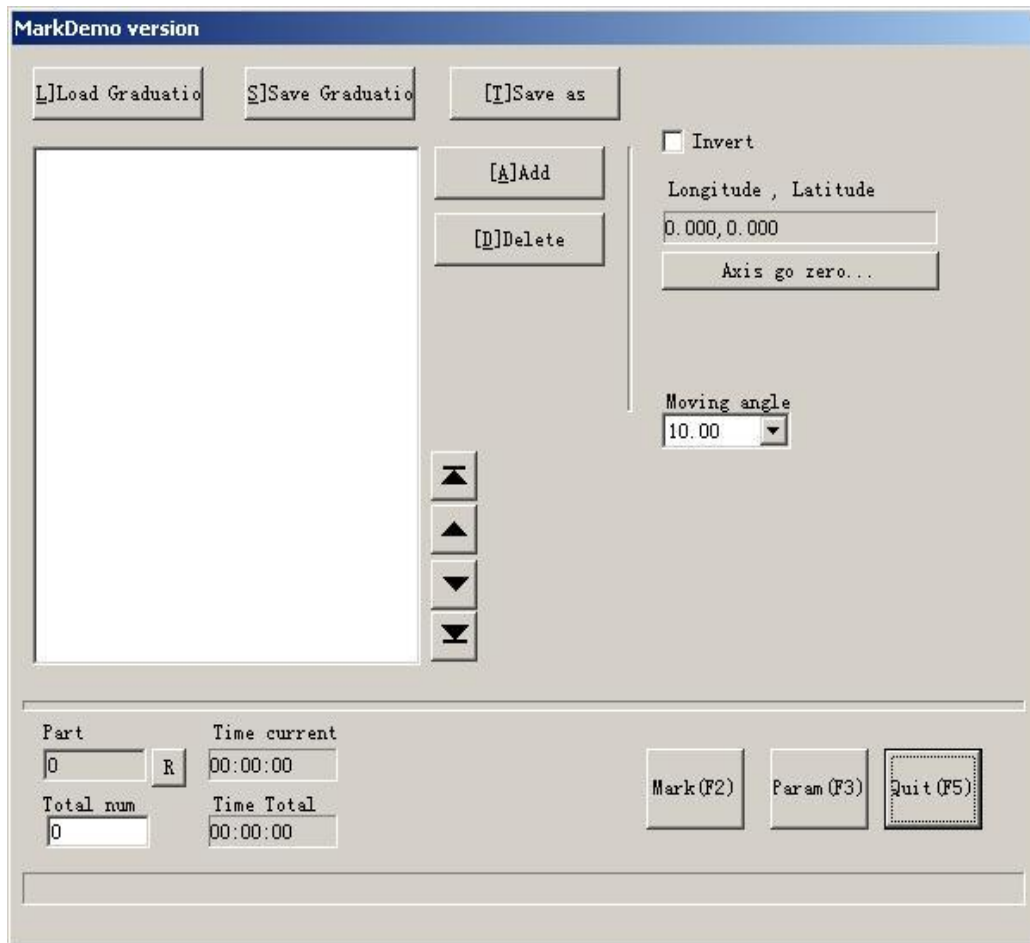 MarkDemo version
L]Load Graduatio
S]Save Graduatio
[T]Save as
[A]Add
[D]Delete
Invert
Longitude , Latitude
0.000,0.000
Axis go zero...
Moving angle
10.00
Part
0
R
Time current
00:00:00
Total num
0
Time Total
00:00:00
Mark(F2)
Param(F3)
Quit(F5)